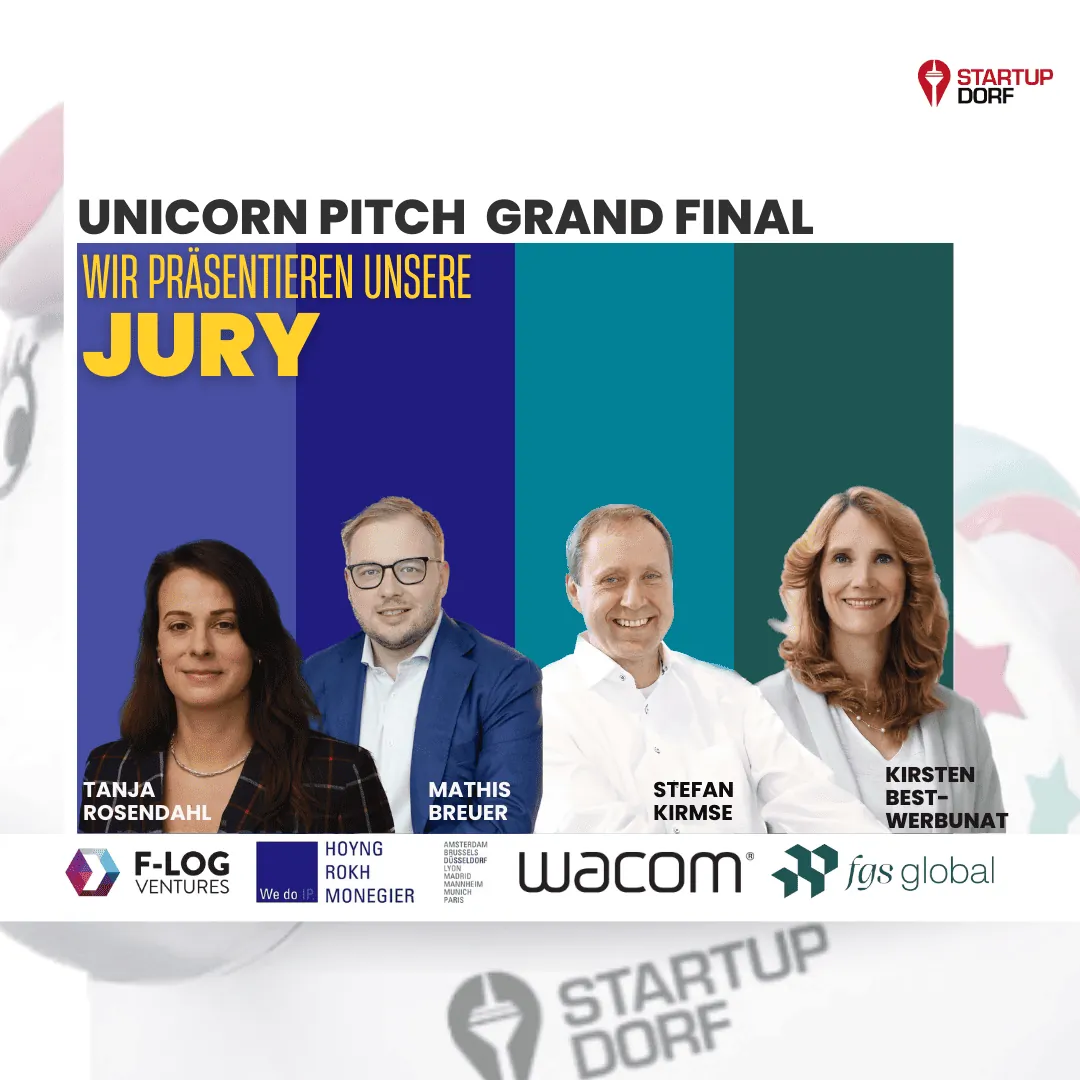 STARTUP
DORF
UNICORN PITCH GRAND FINAL
WIR PRÄSENTIEREN UNSERE
JURY
TANJA
ROSENDAHL
MATHIS
BREUER
STEFAN
KIRMSE
KIRSTEN
BEST-
WERBUNAT
F-LOG
VENTURES
We do IP.
HOYNG
ROKH
MONEGIER
AMSTERDAM
BRUSSELS
DÜSSELDORF
LYON
MADRID
MANNHEIM
MUNICH
PARIS
wacom®
fgs global
STARTUP
DORF